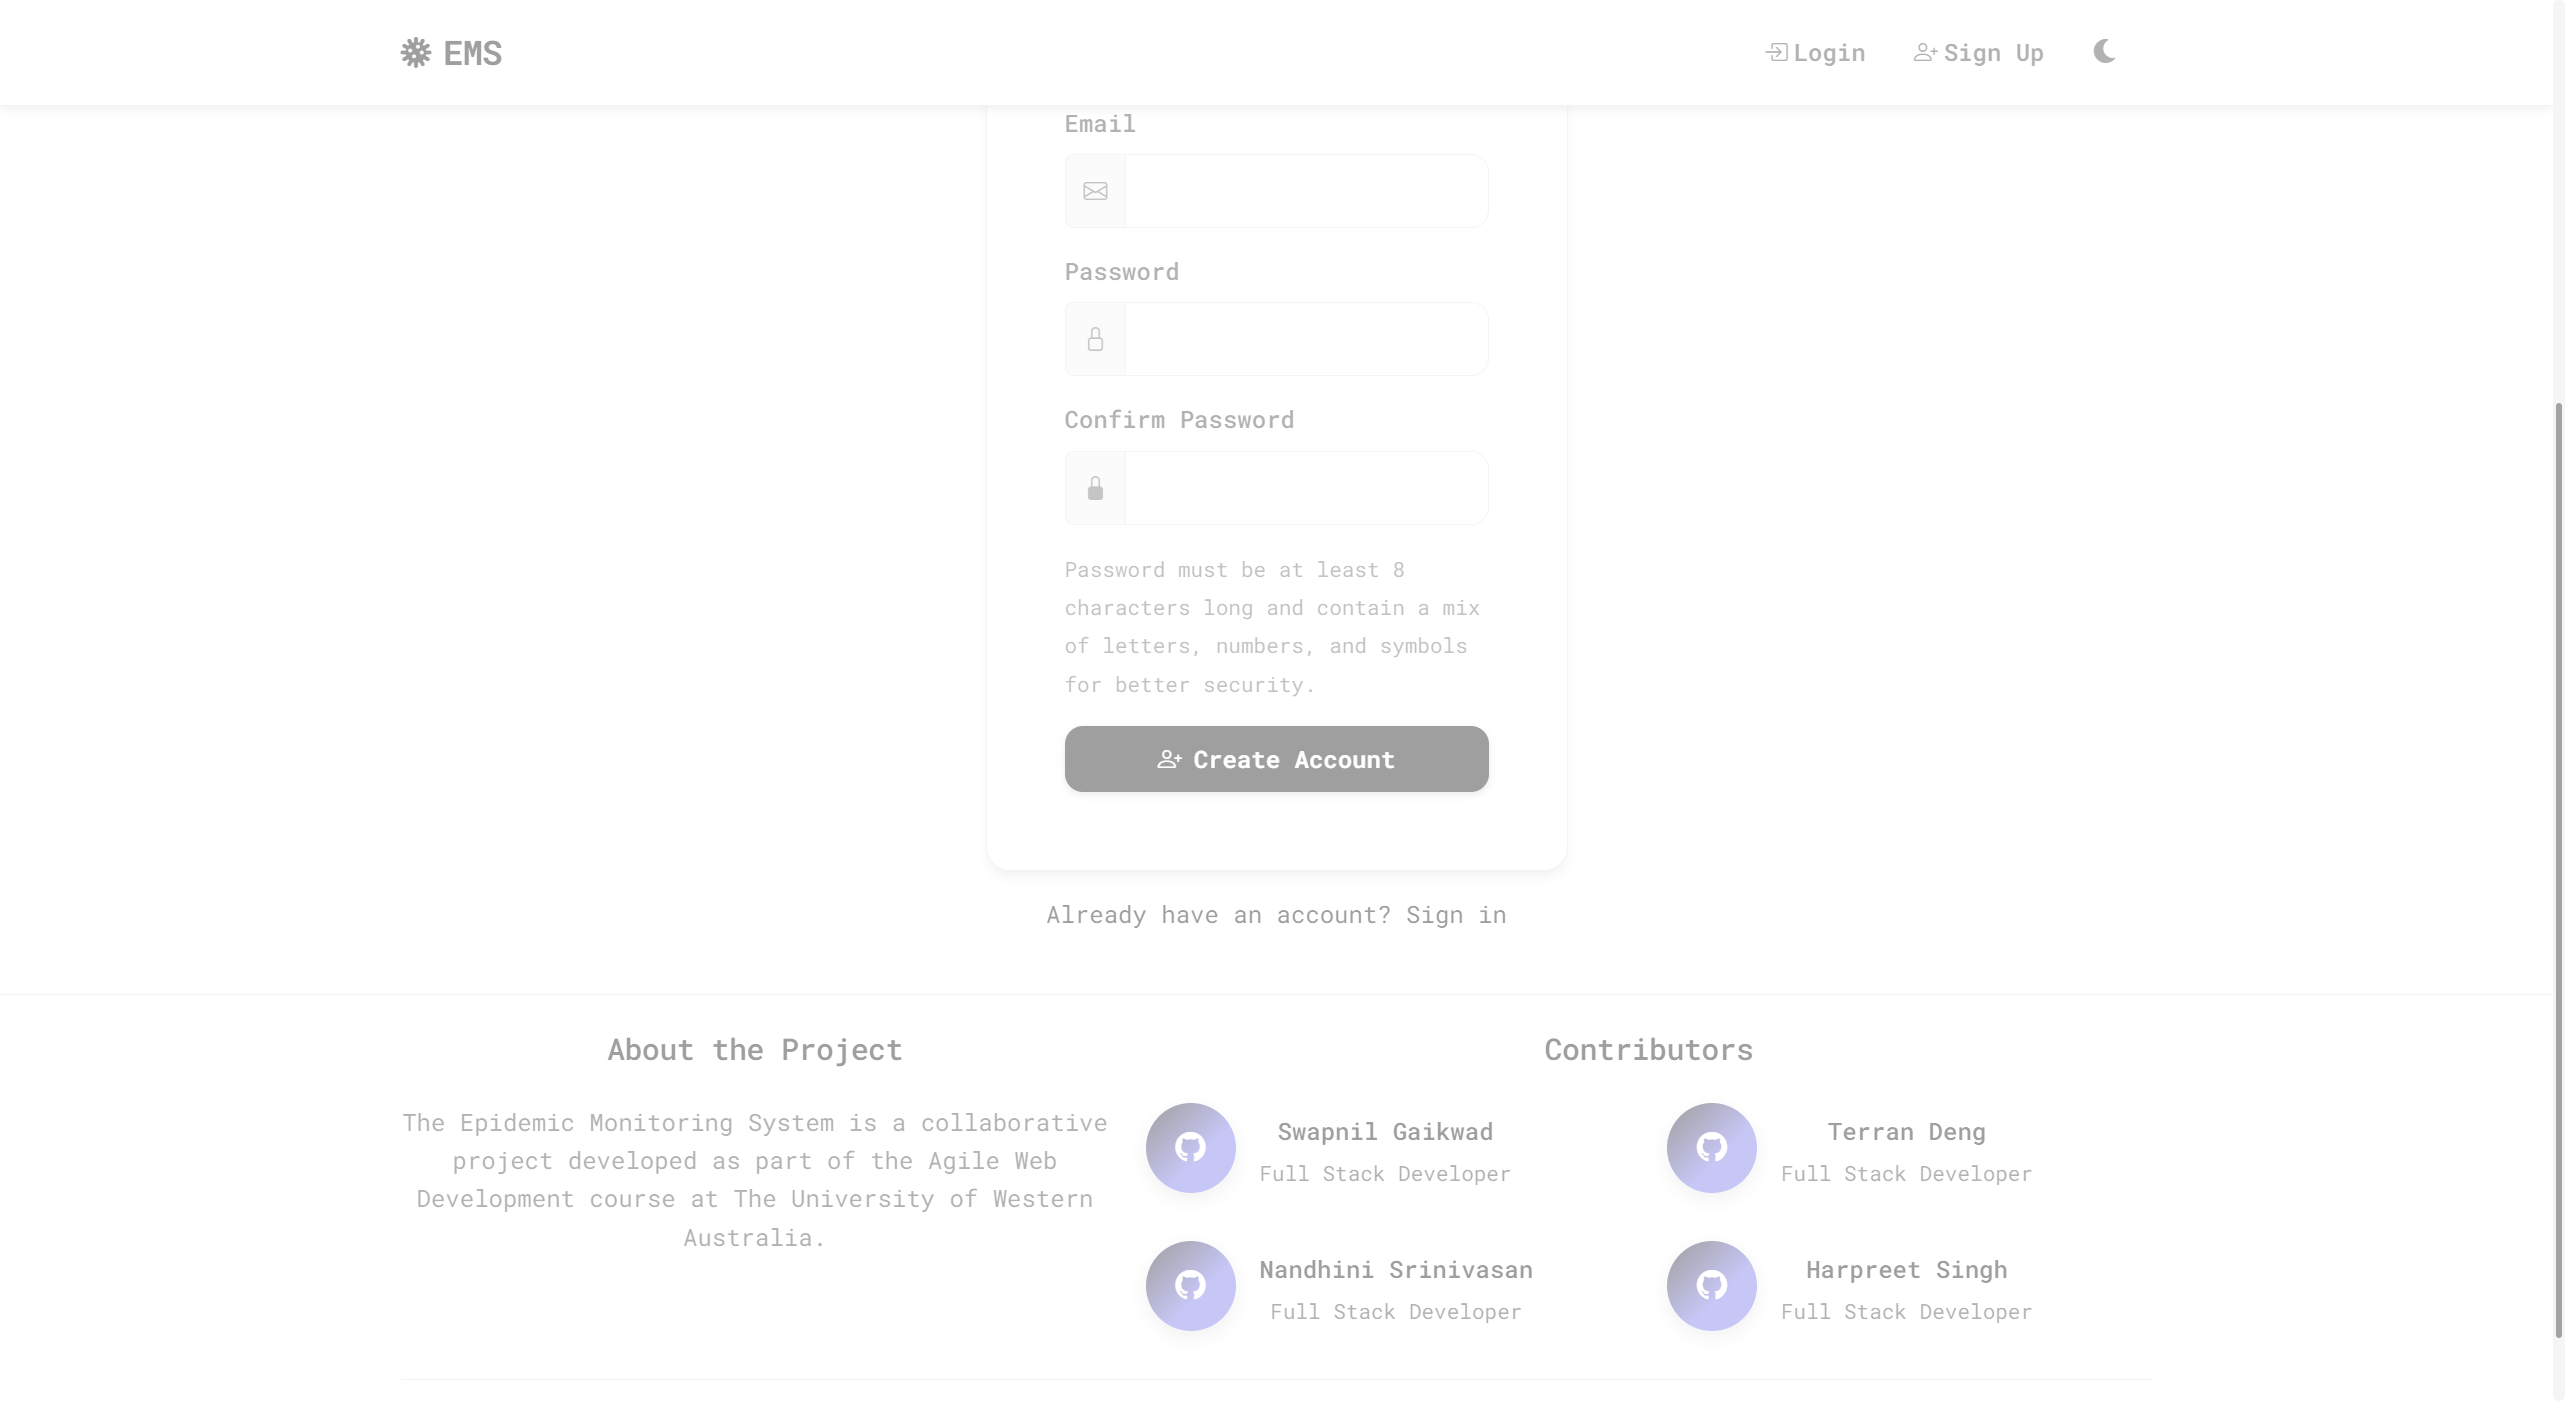 EMS
Login
Sign Up
Email
Password
Confirm Password
Password must be at least 8
characters long and contain a mix
of letters, numbers, and symbols
for better security.
Create Account
Already have an account? Sign in
About the Project
The Epidemic Monitoring System is a collaborative
project developed as part of the Agile Web
Development course at The University of Western
Australia.
Contributors
Swapnil Gaikwad
Full Stack Developer
Terran Deng
Full Stack Developer
Nandhini Srinivasan
Full Stack Developer
Harpreet Singh
Full Stack Developer